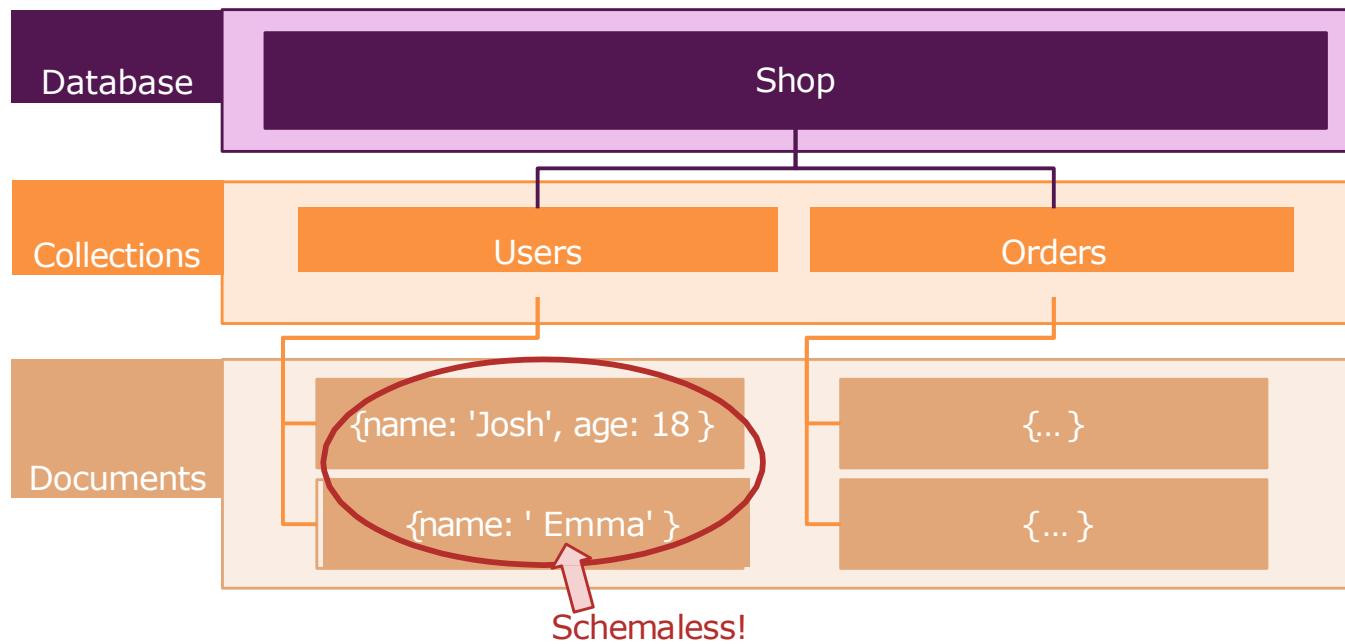 Database
Shop
Collections
Users
Orders
Documents
{name: 'Josh', age: 18 }
{… }
{name: ' Emma' }
{… }
Schemaless!